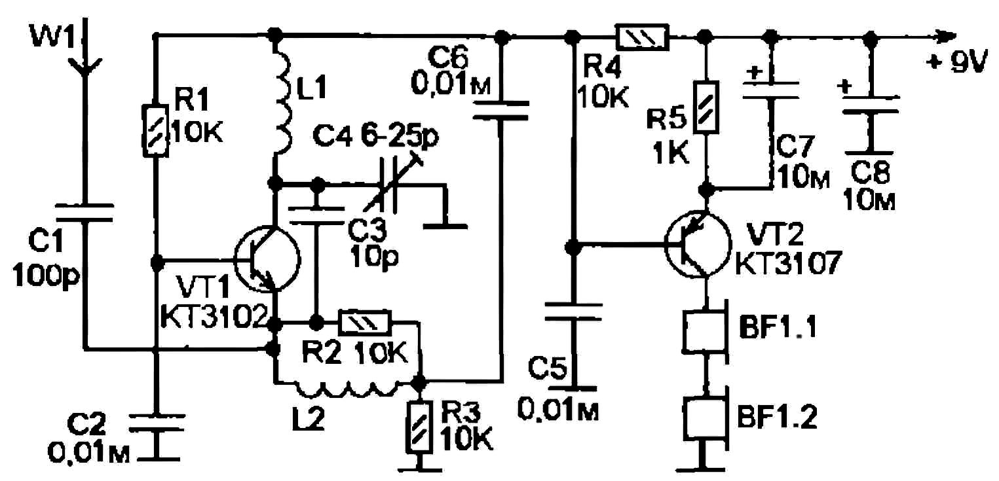 W1
C1
100p
R1
10K
L1
C4 6-25p
C3
10p
VT1
KT3102
R2 10K
L2
C2
0,01м
R3
10K
C6
0,01м
R4
10K
C5
0,01м
R5
1K
C7
10м
C8
10м
+ 9V
+
+
VT2
KT3107
BF1.1
BF1.2